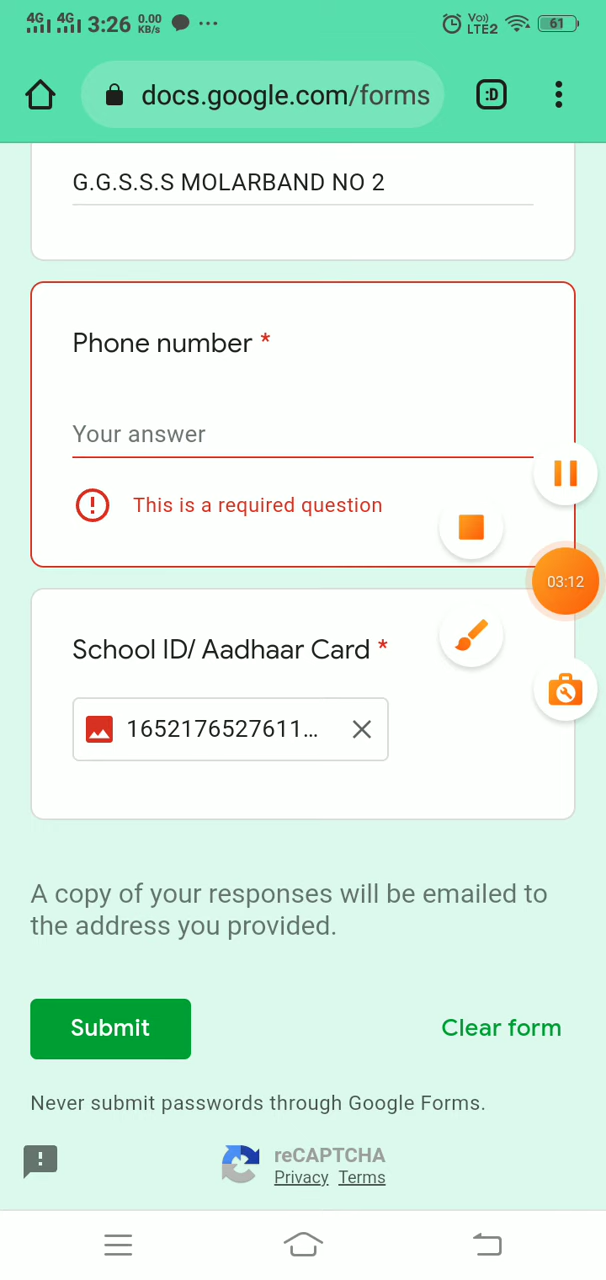 4G 4G 3:26 0.00 KB/s ... Vo)) LTE2 61
docs.google.com/forms :D
G.G.S.S.S MOLARBAND NO 2
Phone number *
Your answer
This is a required question
03:12
School ID/ Aadhaar Card *
1652176527611...
A copy of your responses will be emailed to
the address you provided.
Submit Clear form
Never submit passwords through Google Forms.
reCAPTCHA
Privacy Terms